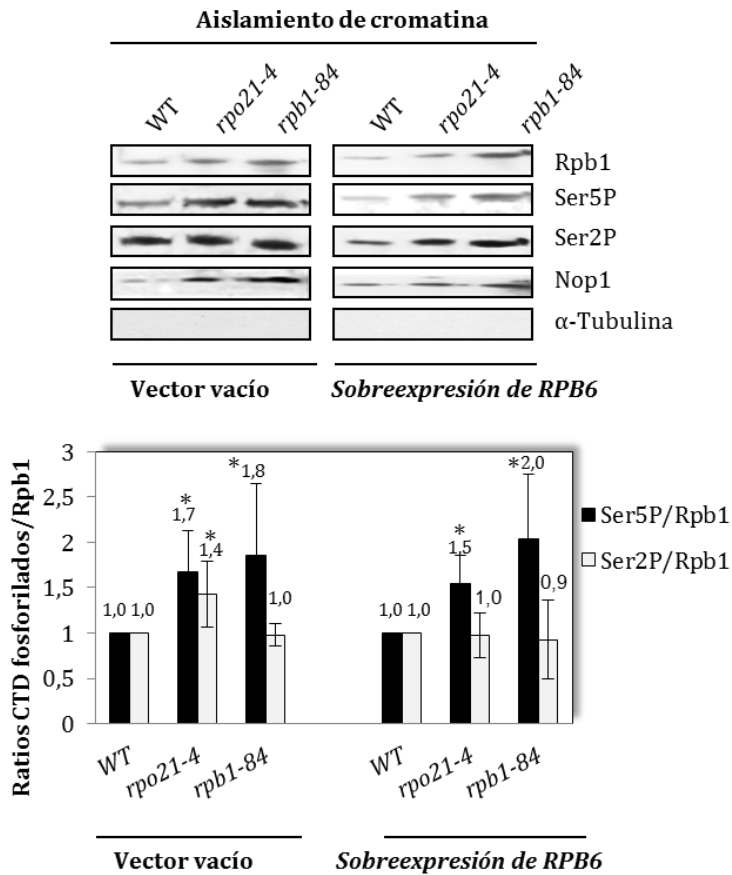 Aislamiento de cromatina
WT rpo21-4 rpb1-84 WT rpo21-4 rpb1-84
Rpb1
Ser5P
Ser2P
Nop1
α-Tubulina
Vector vacío Sobreexpresión de RPB6
Ratios CTD fosforilados/Rpb1
3
2,5
2
1,5
1
0,5
0
1,0 1,0 * 1,7 * 1,4 *1,8 1,0 1,0 1,0 * 1,5 1,0 *2,0 0,9
Ser5P/Rpb1
Ser2P/Rpb1
WT rpo21-4 rpb1-84 WT rpo21-4 rpb1-84
Vector vacío Sobreexpresión de RPB6